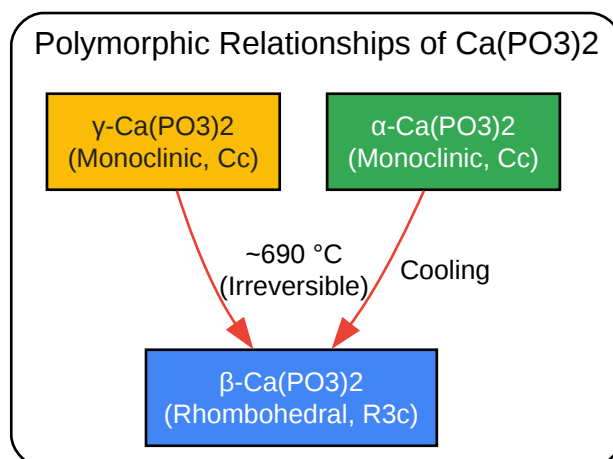 Polymorphic Relationships of Ca(PO3)2
γ-Ca(PO3)2
(Monoclinic, Cc)
α-Ca(PO3)2
(Monoclinic, Cc)
~690 °C
(Irreversible)
Cooling
β-Ca(PO3)2
(Rhombohedral, R3c)